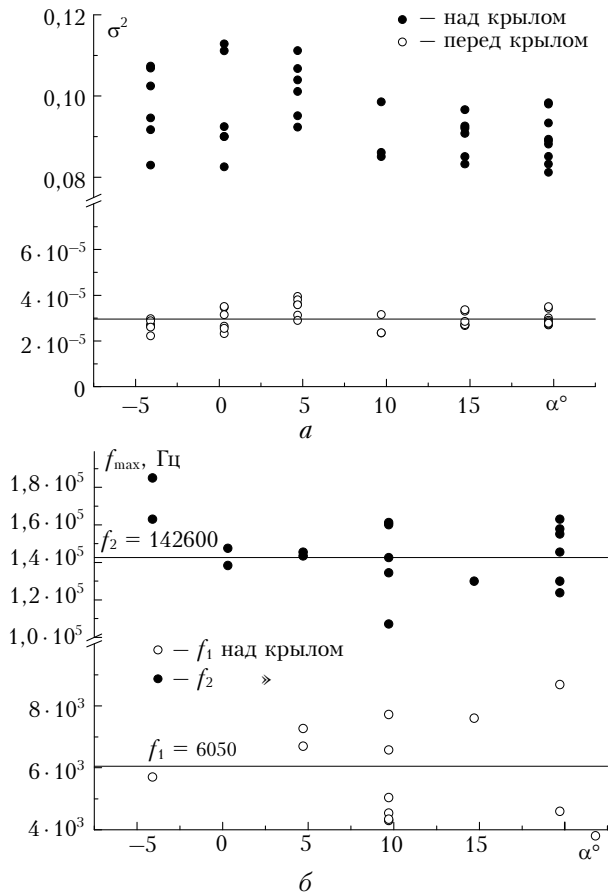 0,12
σ²
● – над крылом
○ – перед крылом
0,10
0,08
6 · 10⁻⁵
4 · 10⁻⁵
2 · 10⁻⁵
0
–5 0 5 10 15 α°
а
f_max, Гц
1,8 · 10⁵
1,6 · 10⁵
f₂ = 142600
1,4 · 10⁵
1,2 · 10⁵
1,0 · 10⁵
○ – f₁ над крылом
● – f₂ »
8 · 10³
f₁ = 6050
6 · 10³
4 · 10³
–5 0 5 10 15 α°
б